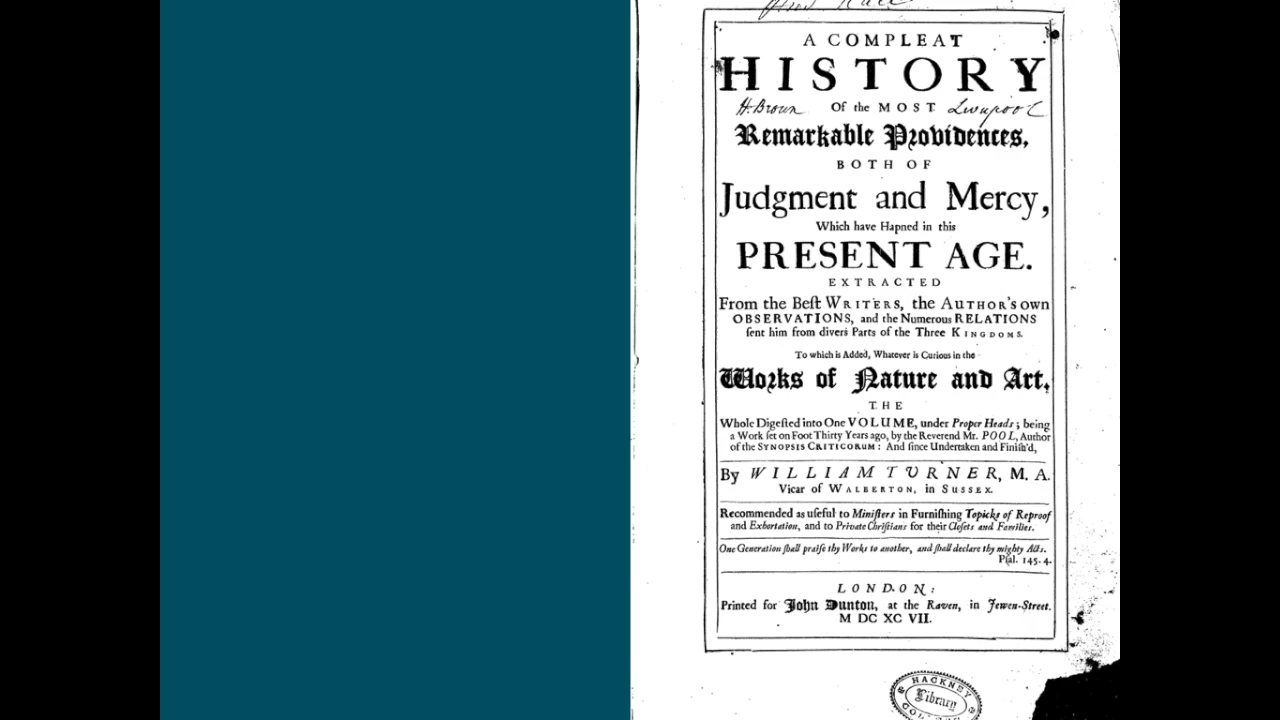 A COMPLEAT
HISTORY
H. Brown Of the MOST Liverpool
Remarkable Providences,
BOTH OF
Judgment and Mercy,
Which have Hapned in this
PRESENT AGE.
EXTRACTED
From the Beſt WRITERS, the AUTHOR's own
OBSERVATIONS, and the Numerous RELATIONS
ſent him from divers Parts of the Three KINGDOMS.
To which is Added, Whatever is Curious in the
Works of Nature and Art.
THE
Whole Digeſted into One VOLUME, under Proper Heads; being
a Work ſet on Foot Thirty Years ago, by the Reverend Mr. POOL, Author
of the SYNOPSIS CRITICORUM: And ſince Undertaken and Finiſh'd,
By WILLIAM TURNER, M. A.
Vicar of WALBERTON, in SUSSEX.
Recommended as uſeful to Miniſters in Furniſhing Topicks of Reproof
and Exhortation, and to Private Chriſtians for their Cloſets and Families.
One Generation ſhall praiſe thy Works to another, and ſhall declare thy mighty Acts.
Pſal. 145. 4.
LONDON:
Printed for John Dunton, at the Raven, in Jewen-Street.
M DC XC VII.
HACKNEY
Library